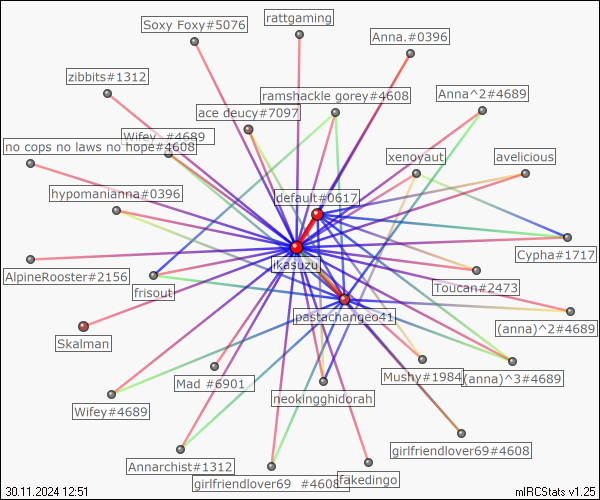 rattgaming
Soxy Foxy#5076
Anna.#0396
zibbits#1312
Anna^2#4689
ramshackle gorey#4608
ace deucy#7097
Wifey_#4689
no cops no laws no hope#4608
xenoyaut
avelicious
hypomanianna#0396
default#0617
Cypha#1717
ikasuzu
AlpineRooster#2156
Toucan#2473
frisout
pastachangeo41
(anna)^2#4689
Skalman
Mushy#1984
(anna)^3#4689
Mad #6901
neokingghidorah
Wifey#4689
girlfriendlover69#4608
Annarchist#1312
fakedingo
girlfriendlover69 #4608
30.11.2024 12:51
mIRCStats v1.25